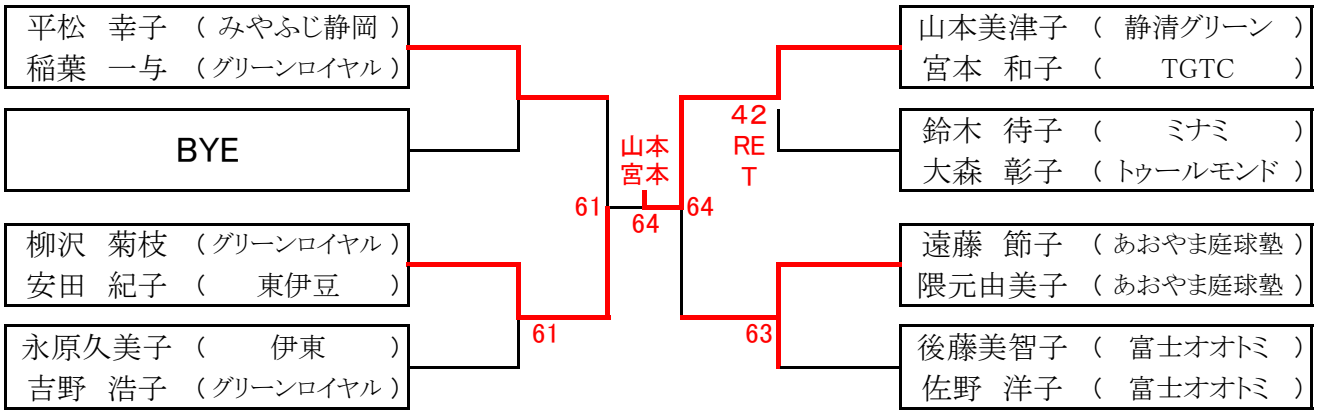 平松 幸子 ( みやふじ静岡 )
稲葉 一与 ( グリーンロイヤル )
BYE
柳沢 菊枝 ( グリーンロイヤル )
安田 紀子 ( 東伊豆 )
永原久美子 ( 伊東 )
吉野 浩子 ( グリーンロイヤル )
61
61
山本
宮本
64
64
42
RE
T
63
山本美津子 ( 静清グリーン )
宮本 和子 ( TGTC )
鈴木 待子 ( ミナミ )
大森 彰子 ( トゥールモンド )
遠藤 節子 ( あおやま庭球塾 )
隈元由美子 ( あおやま庭球塾 )
後藤美智子 ( 富士オオトミ )
佐野 洋子 ( 富士オオトミ )